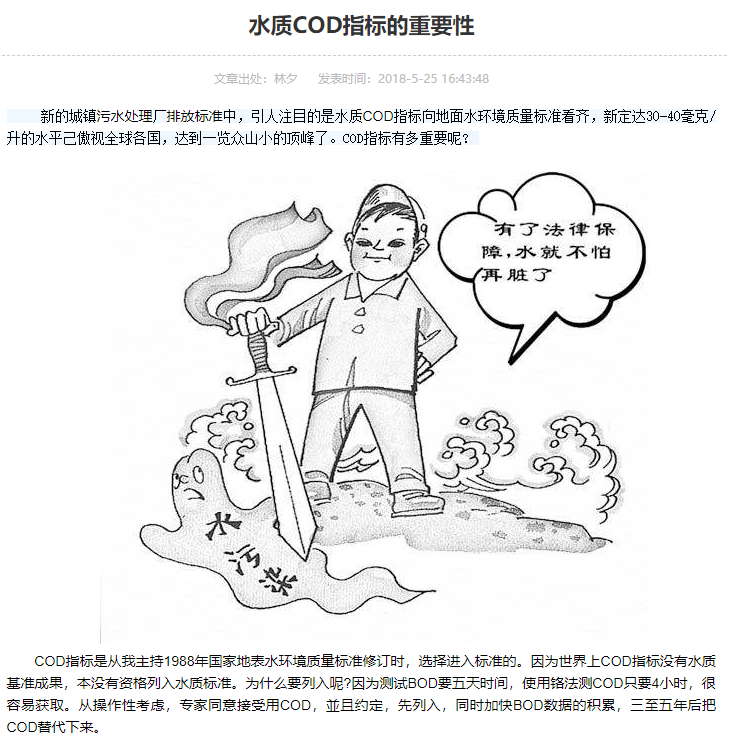 水质COD指标的重要性
文章出处：林夕 发表时间：2018-5-25 16:43:48
新的城镇污水处理厂排放标准中，引人注目的是水质COD指标向地面水环境质量标准看齐，新定达30-40毫克/
升的水平己傲视全球各国，达到一览众山小的顶峰了。COD指标有多重要呢？
有了法律保
障，水就不怕
再脏了
水污染
COD指标是从我主持1988年国家地表水环境质量标准修订时，选择进入标准的。因为世界上COD指标没有水质
基准成果，本没有资格列入水质标准。为什么要列入呢?因为测试BOD要五天时间，使用铬法测COD只要4小时，很
容易获取。从操作性考虑，专家同意接受用COD，並且约定，先列入，同时加快BOD数据的积累，三至五年后把
COD替代下来。